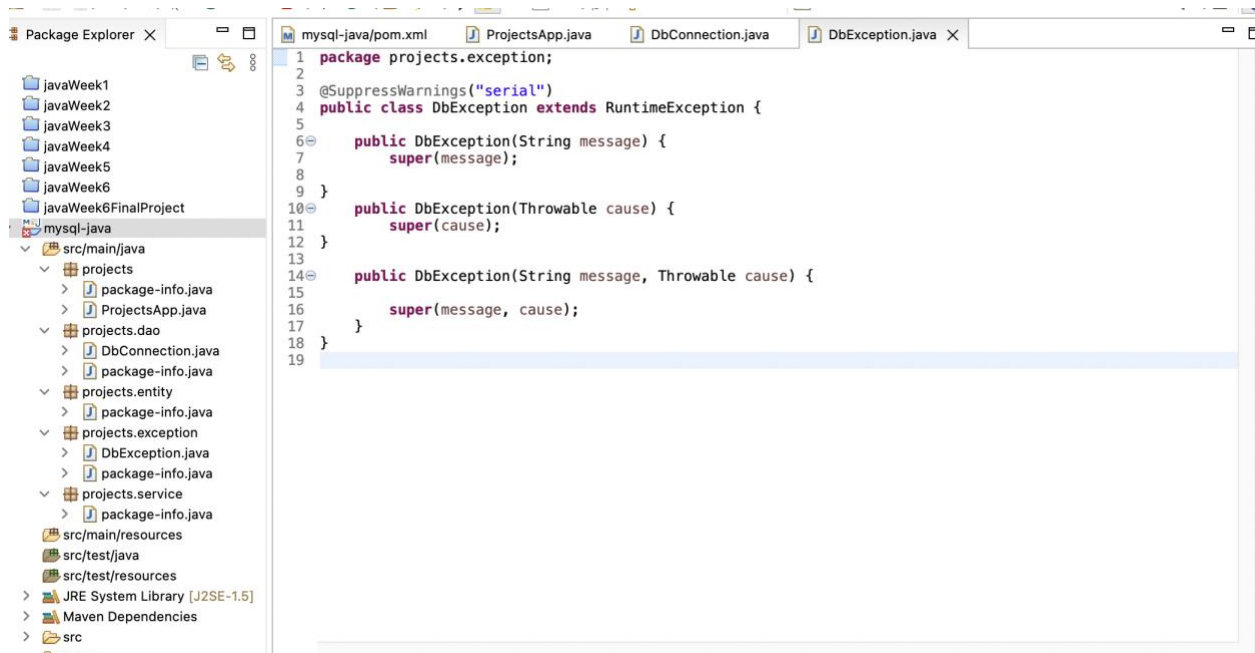 Package Explorer
javaWeek1
javaWeek2
javaWeek3
javaWeek4
javaWeek5
javaWeek6
javaWeek6FinalProject
mysql-java
src/main/java
projects
package-info.java
ProjectsApp.java
projects.dao
DbConnection.java
package-info.java
projects.entity
package-info.java
projects.exception
DbException.java
package-info.java
projects.service
package-info.java
src/main/resources
src/test/java
src/test/resources
JRE System Library [J2SE-1.5]
Maven Dependencies
src
mysql-java/pom.xml ProjectsApp.java DbConnection.java DbException.java
1 package projects.exception;
2
3 @SuppressWarnings("serial")
4 public class DbException extends RuntimeException {
5
6 public DbException(String message) {
7 super(message);
8
9 }
10 public DbException(Throwable cause) {
11 super(cause);
12 }
13
14 public DbException(String message, Throwable cause) {
15
16 super(message, cause);
17 }
18 }
19